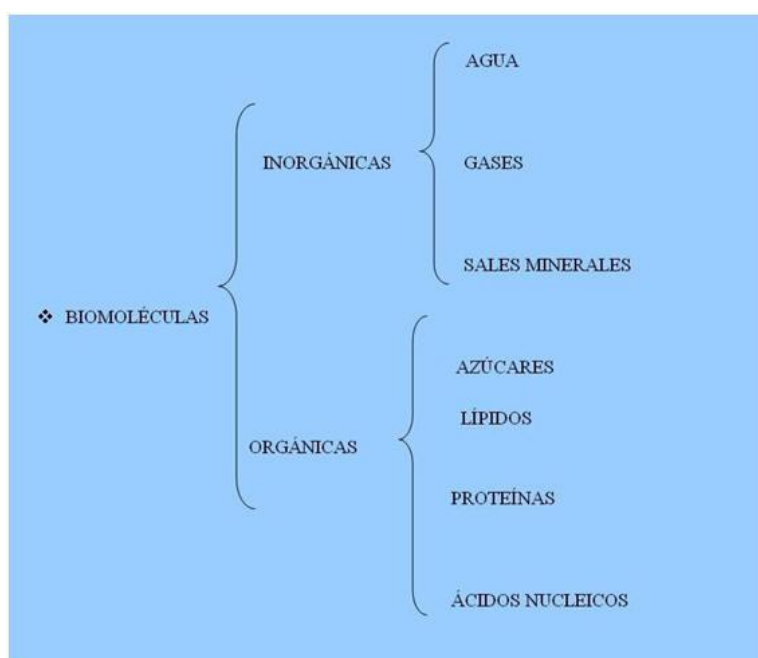 ❖ BIOMOLÉCULAS
INORGÁNICAS
AGUA
GASES
SALES MINERALES
ORGÁNICAS
AZÚCARES
LÍPIDOS
PROTEÍNAS
ÁCIDOS NUCLEICOS